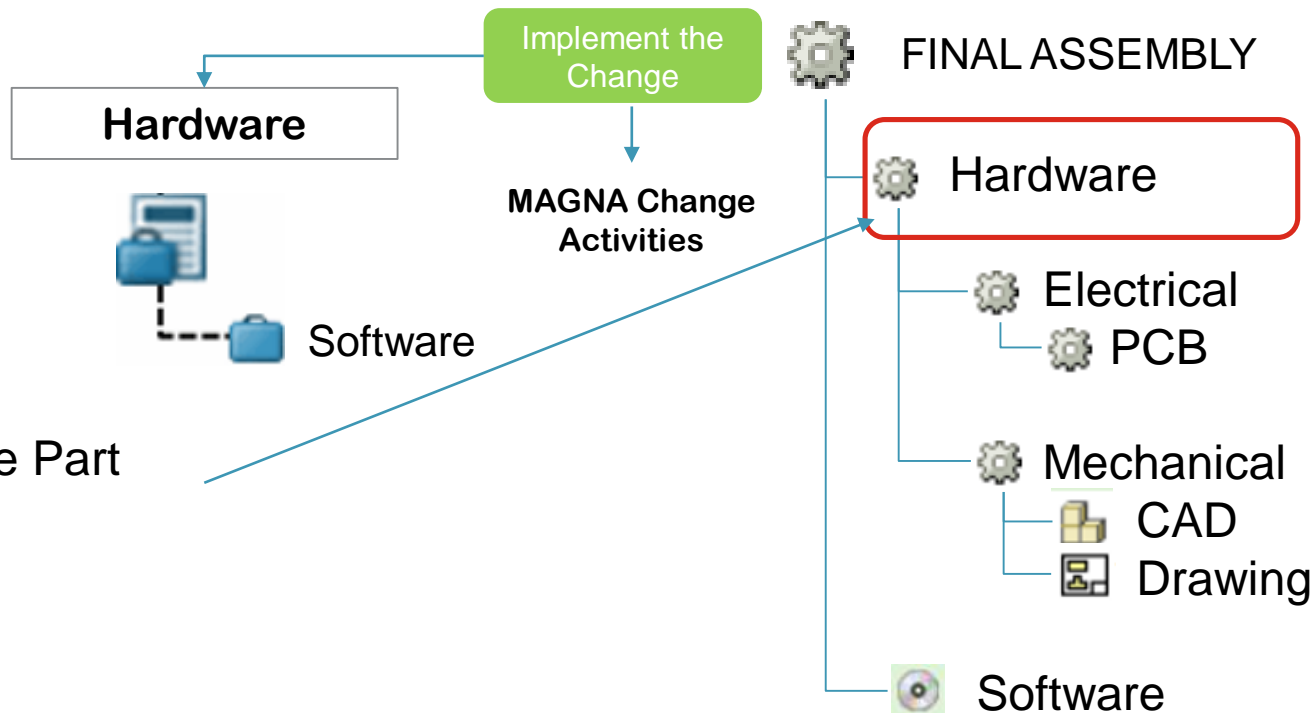 Implement the
Change
FINAL ASSEMBLY
Hardware
Hardware
MAGNA Change
Activities
Electrical
Software
PCB
e Part
Mechanical
CAD
Drawing
Software